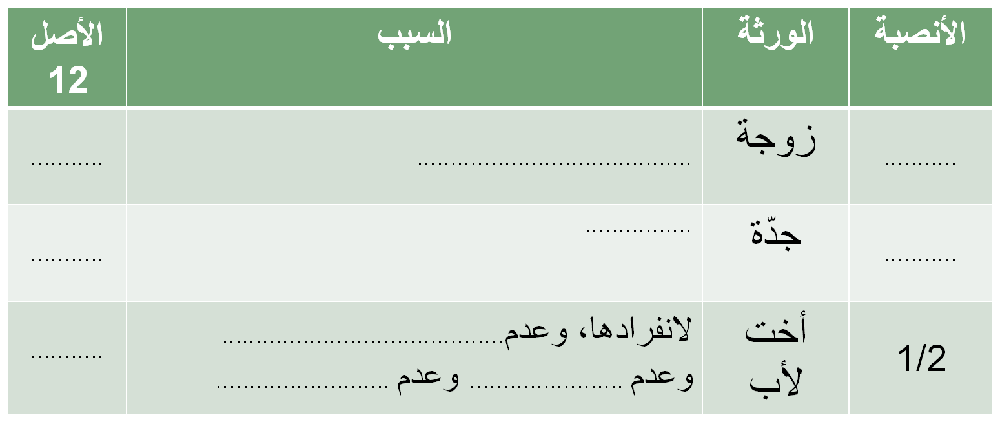 الأنصبة
الورثة
السبب
الأصل
12
...........
زوجة
.........................................
...........
...........
جدّة
................
...........
1/2
أخت
لأب
لانفرادها، وعدم..........................................
وعدم ....................... وعدم ..........................
...........